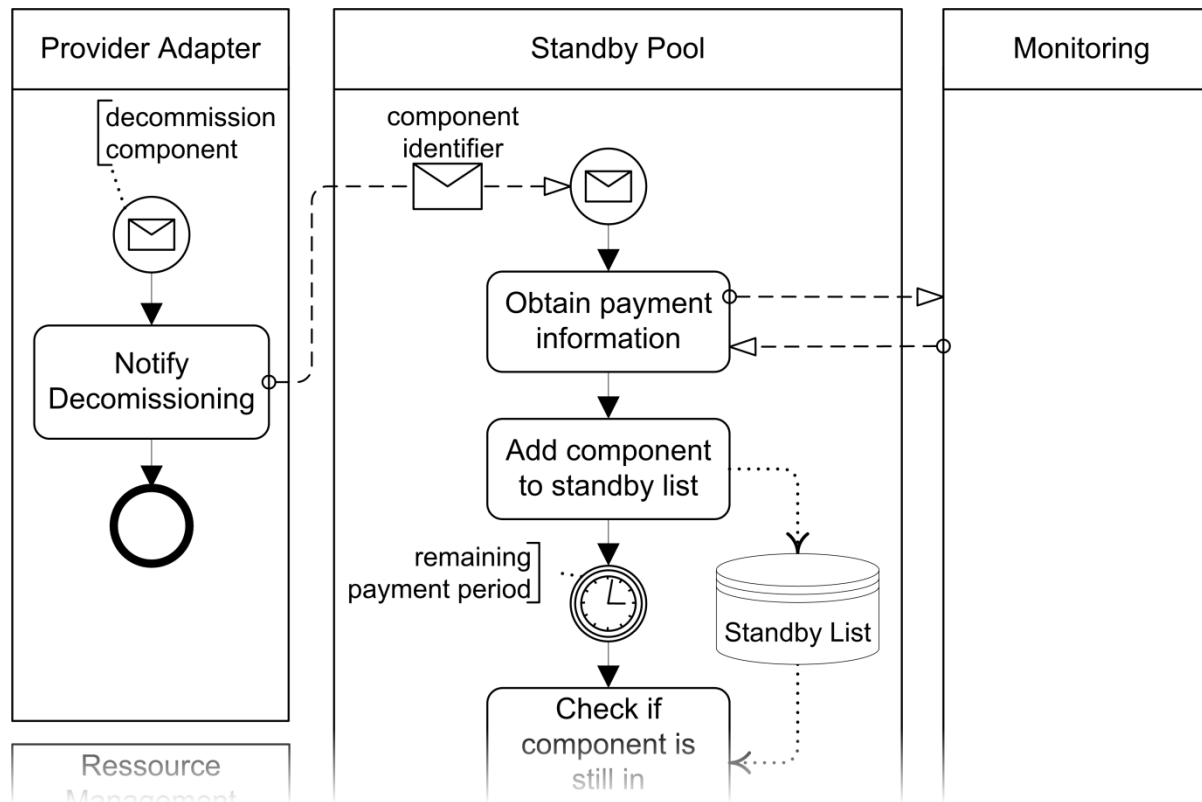 Provider Adapter
Standby Pool
Monitoring
decommission
component
component
identifier
Obtain payment
information
Notify
Decomissioning
Add component
to standby list
remaining
payment period
Standby List
Check if
component is
still in
Ressource
Management